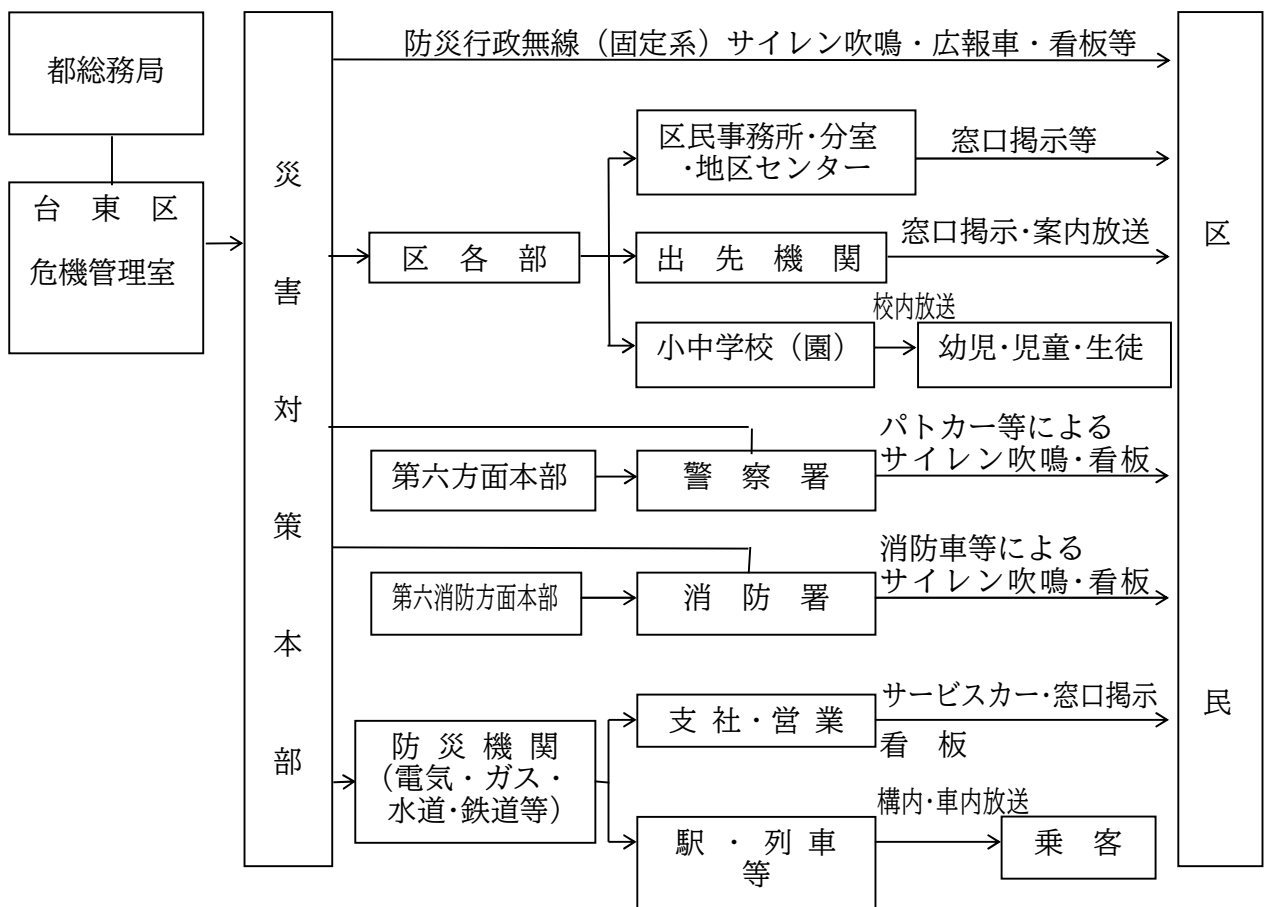 都総務局
台東区
危機管理室
災害対策本部
防災行政無線（固定系）サイレン吹鳴・広報車・看板等
区各部
区民事務所・分室
・地区センター
窓口掲示等
出先機関
窓口掲示・案内放送
小中学校（園）
校内放送
幼児・児童・生徒
第六方面本部
警察署
パトカー等による
サイレン吹鳴・看板
第六消防方面本部
消防署
消防車等による
サイレン吹鳴・看板
防災機関
（電気・ガス・
水道・鉄道等）
支社・営業
サービスカー・窓口掲示
看板
駅・列車
等
構内・車内放送
乗客
区民